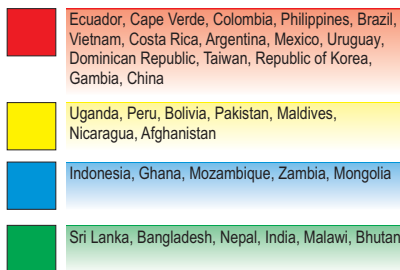 Ecuador, Cape Verde, Colombia, Philippines, Brazil,
Vietnam, Costa Rica, Argentina, Mexico, Uruguay,
Dominican Republic, Taiwan, Republic of Korea,
Gambia, China
Uganda, Peru, Bolivia, Pakistan, Maldives,
Nicaragua, Afghanistan
Indonesia, Ghana, Mozambique, Zambia, Mongolia
Sri Lanka, Bangladesh, Nepal, India, Malawi, Bhutan